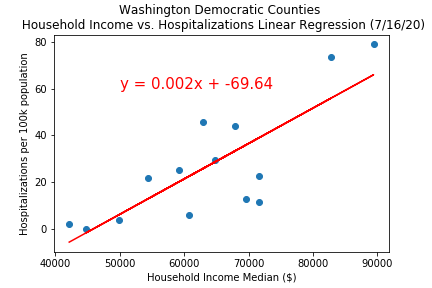 Washington Democratic Counties
Household Income vs. Hospitalizations Linear Regression (7/16/20)
80
60
40
20
0
Hospitalizations per 100k population
y = 0.002x + -69.64
40000 50000 60000 70000 80000 90000
Household Income Median ($)